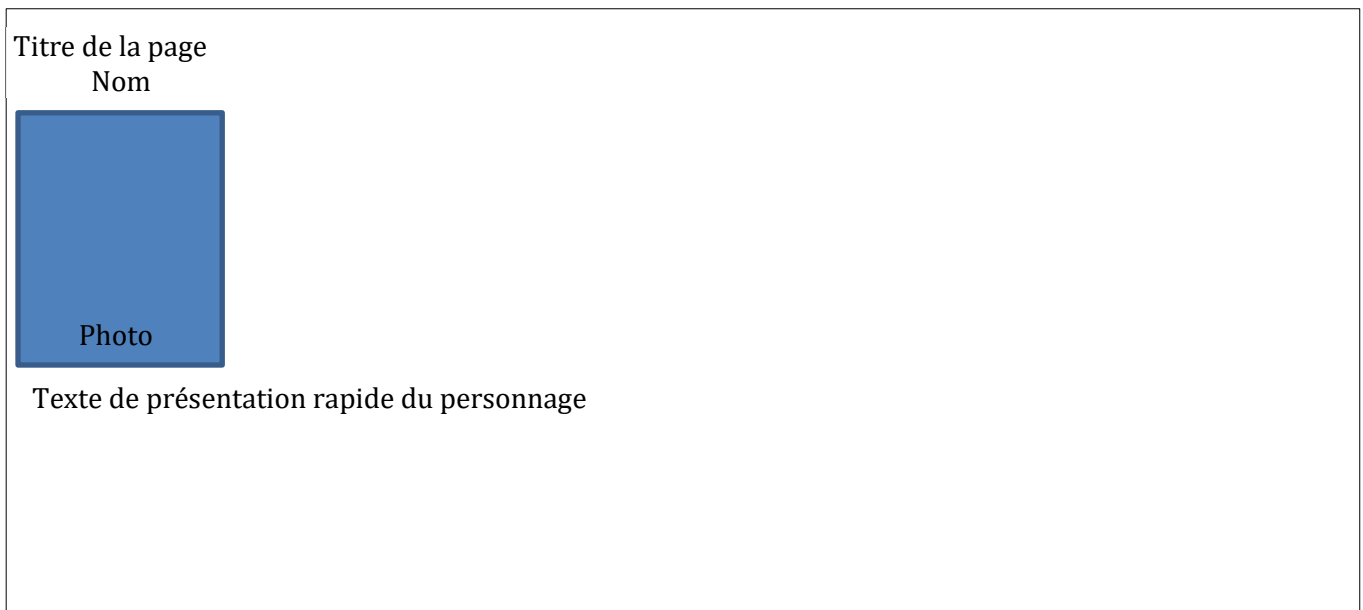 Titre de la page
Nom
Photo
Texte de présentation rapide du personnage